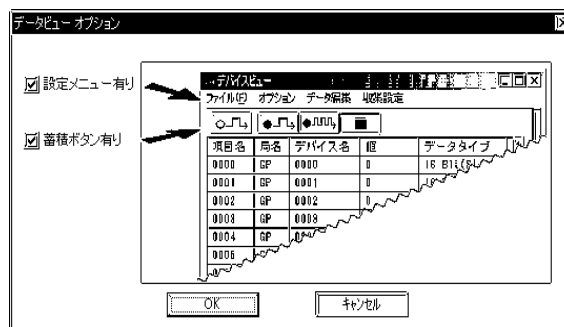 データビュー オプション
設定メニュー有り
蓄積ボタン有り
デバイスビュー
ファイル(F) オプション データ編集 収集設定
項目名 局名 デバイス名 値 データタイプ
0000 GP 0000 0 16 Bit(S
0001 GP 0001 0 16
0002 GP 0002 0
0003 GP 0003
0004 GP
0005
OK キャンセル